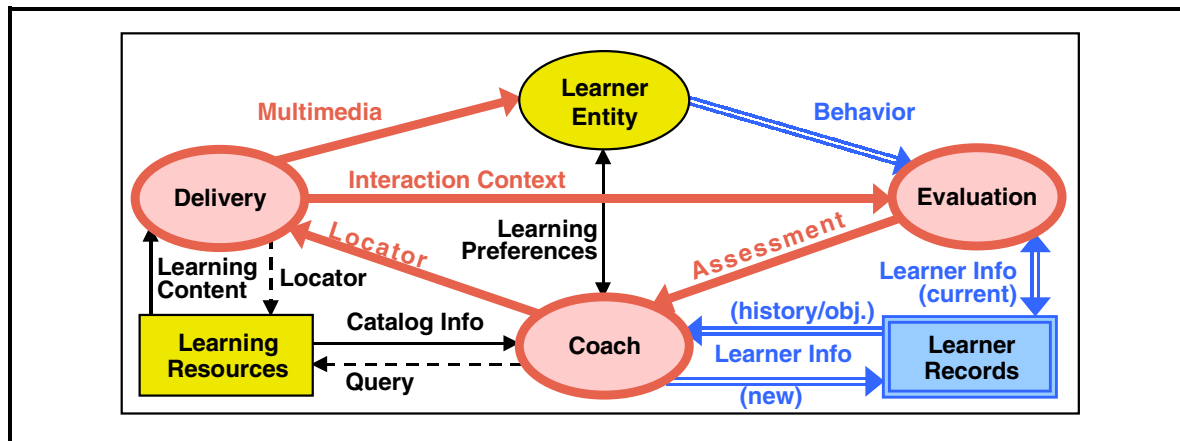 Learner
Entity
Multimedia
Behavior
Delivery
Interaction Context
Evaluation
Learning
Preferences
Locator
Assessment
Learning
Content
Locator
Learner Info
(current)
Learning
Resources
Catalog Info
Query
Coach
(history/obj.)
Learner Info
(new)
Learner
Records